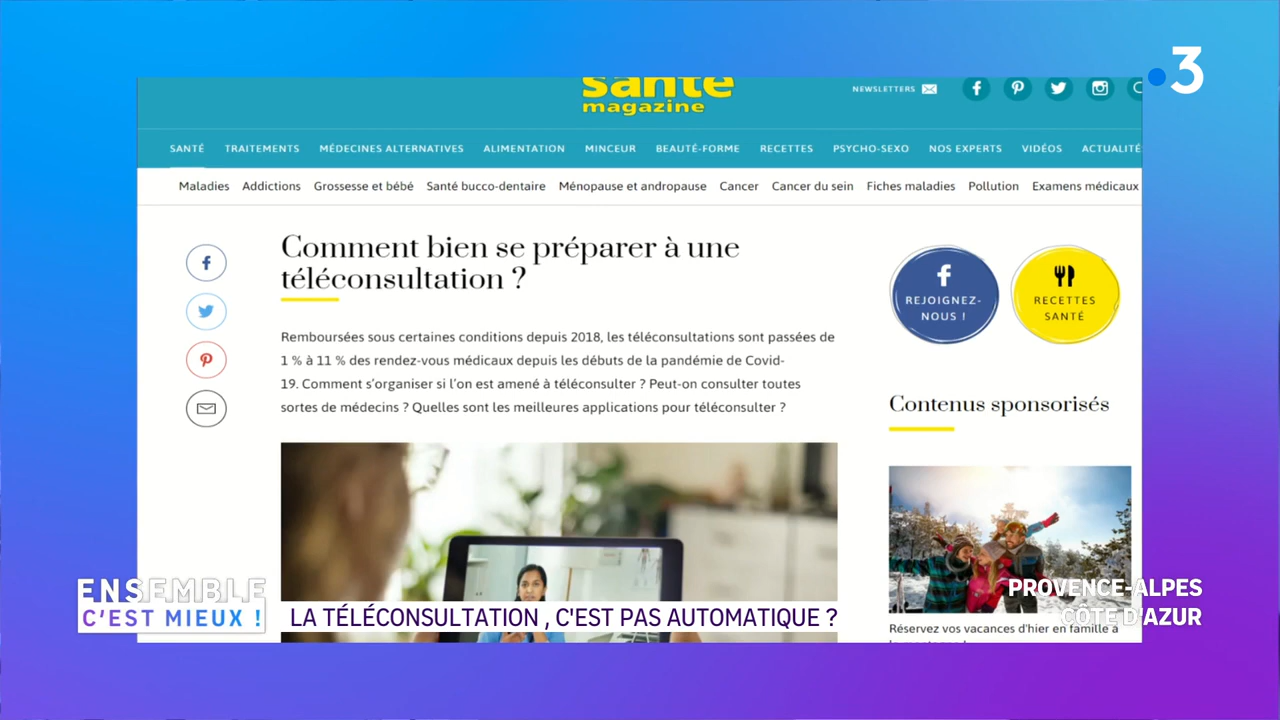 3
santé
magazine
NEWSLETTERS
SANTÉ TRAITEMENTS MÉDECINES ALTERNATIVES ALIMENTATION MINCEUR BEAUTÉ-FORME RECETTES PSYCHO-SEXO NOS EXPERTS VIDÉOS ACTUALITÉ
Maladies Addictions Grossesse et bébé Santé bucco-dentaire Ménopause et andropause Cancer Cancer du sein Fiches maladies Pollution Examens médicaux
Comment bien se préparer à une
téléconsultation ?
Remboursées sous certaines conditions depuis 2018, les téléconsultations sont passées de
1 % à 11 % des rendez-vous médicaux depuis les débuts de la pandémie de Covid-
19. Comment s'organiser si l'on est amené à téléconsulter ? Peut-on consulter toutes
sortes de médecins ? Quelles sont les meilleures applications pour téléconsulter ?
REJOIGNEZ-
NOUS !
RECETTES
SANTÉ
Contenus sponsorisés
Réservez vos vacances d'hier en famille à
ENSEMBLE
C'EST MIEUX !
LA TÉLÉCONSULTATION , C'EST PAS AUTOMATIQUE ?
PROVENCE-ALPES
CÔTE D'AZUR